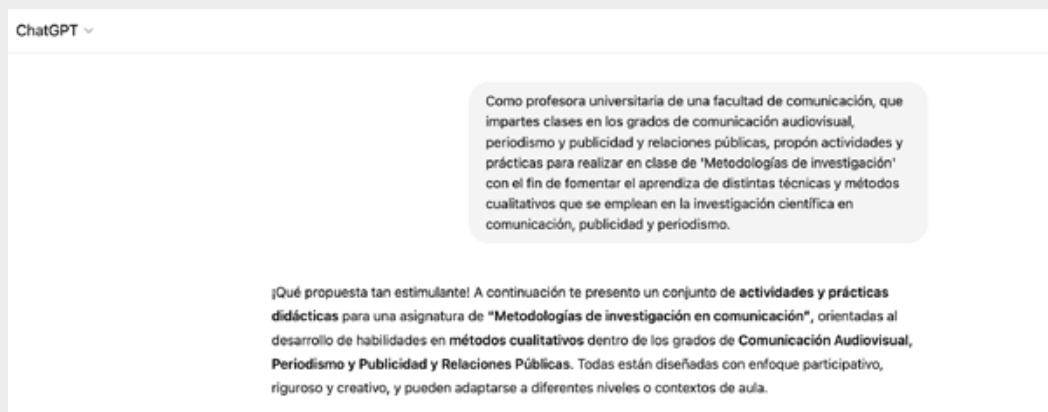 ChatGPT
Como profesora universitaria de una facultad de comunicación, que
impartes clases en los grados de comunicación audiovisual,
periodismo y publicidad y relaciones públicas, propón actividades y
prácticas para realizar en clase de 'Metodologías de investigación'
con el fin de fomentar el aprendiza de distintas técnicas y métodos
cualitativos que se emplean en la investigación científica en
comunicación, publicidad y periodismo.
¡Qué propuesta tan estimulante! A continuación te presento un conjunto de actividades y prácticas
didácticas para una asignatura de "Metodologías de investigación en comunicación", orientadas al
desarrollo de habilidades en métodos cualitativos dentro de los grados de Comunicación Audiovisual,
Periodismo y Publicidad y Relaciones Públicas. Todas están diseñadas con enfoque participativo,
riguroso y creativo, y pueden adaptarse a diferentes niveles o contextos de aula.